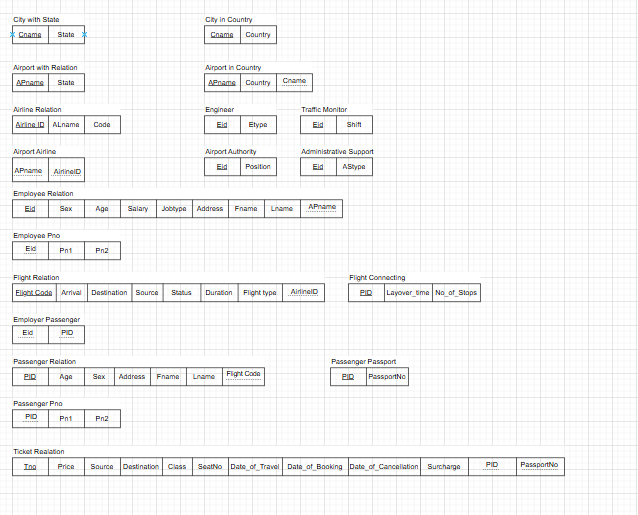 City with State City in Country
Cname State Cname Country
Airport with Relation Airport in Country
APname State APname Country Cname
Airline Relation Engineer Traffic Monitor
Airline ID ALname Code Eid Etype Eid Shift
Airport Airline Airport Authority Administrative Support
APname AirlineID Eid Position Eid AStype
Employee Relation
Eid Sex Age Salary Jobtype Address Fname Lname APname
Employee Pno
Eid Pn1 Pn2
Flight Relation Flight Connecting
Flight Code Arrival Destination Source Status Duration Flight type AirlineID PID Layover_time No_of_Stops
Employer Passenger
Eid PID
Passenger Relation Passenger Passport
PID Age Sex Address Fname Lname Flight Code PID PassportNo
Passenger Pno
PID Pn1 Pn2
Ticket Realation
Tno Price Source Destination Class SeatNo Date_of_Travel Date_of_Booking Date_of_Cancellation Surcharge PID PassportNo